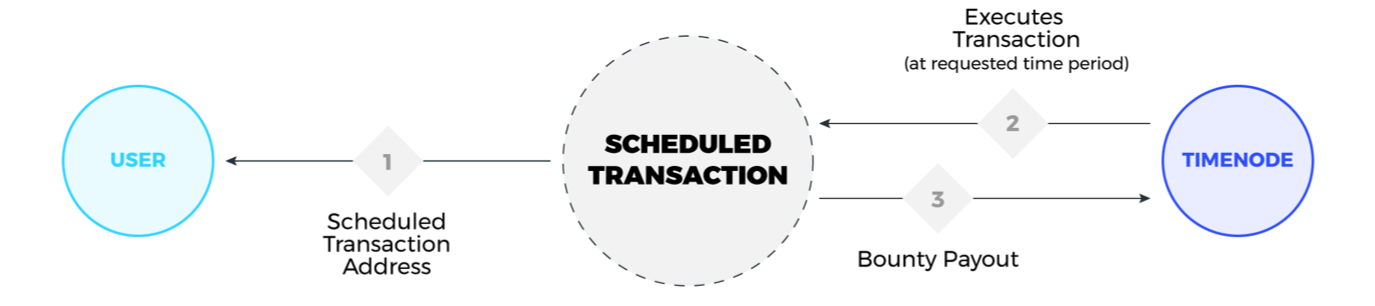 USER
1
Scheduled
Transaction
Address
SCHEDULED
TRANSACTION
Executes
Transaction
(at requested time period)
2
3
Bounty Payout
TIMENODE